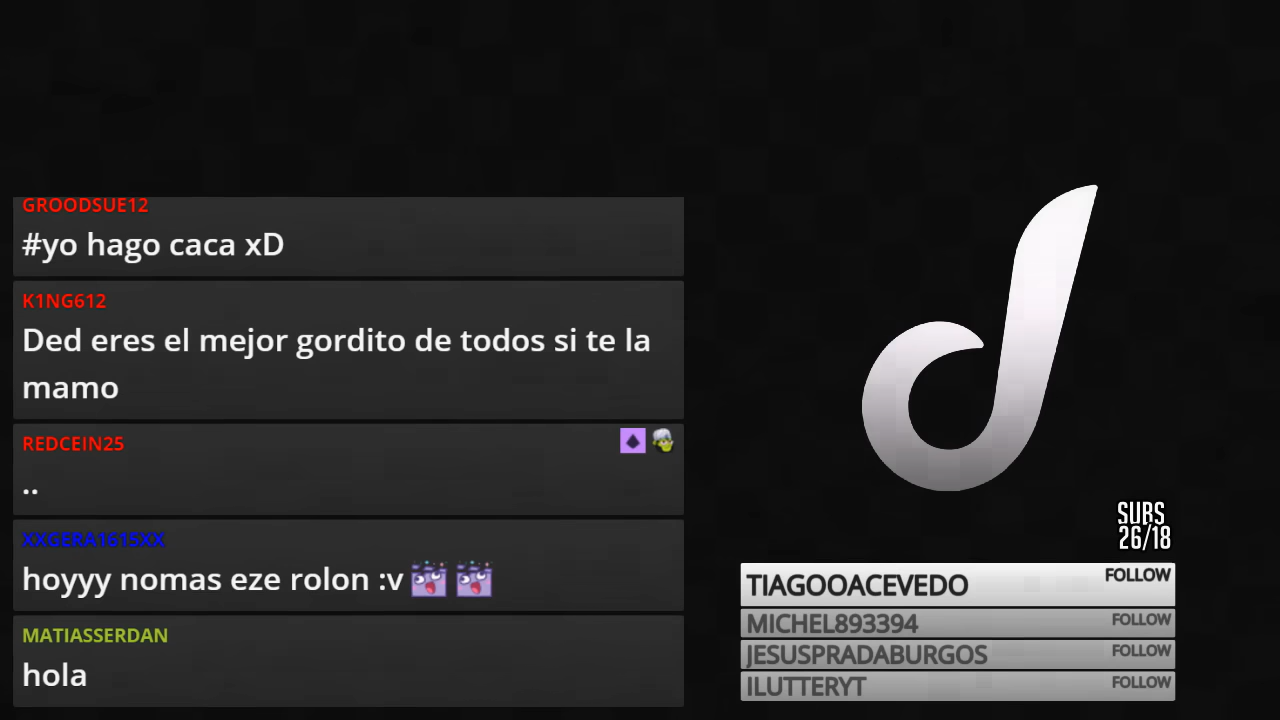 GROODSUE12
#yo hago caca xD
K1NG612
Ded eres el mejor gordito de todos si te la
mamo
REDCEIN25
..
XXGERA1615XX
hoyyy nomas eze rolon :v
MATIASSERDAN
hola
SUBS
26/18
TIAGOOACEVEDO FOLLOW
MICHEL893394 FOLLOW
JESUSPRADABURGOS FOLLOW
ILUTTERYT FOLLOW